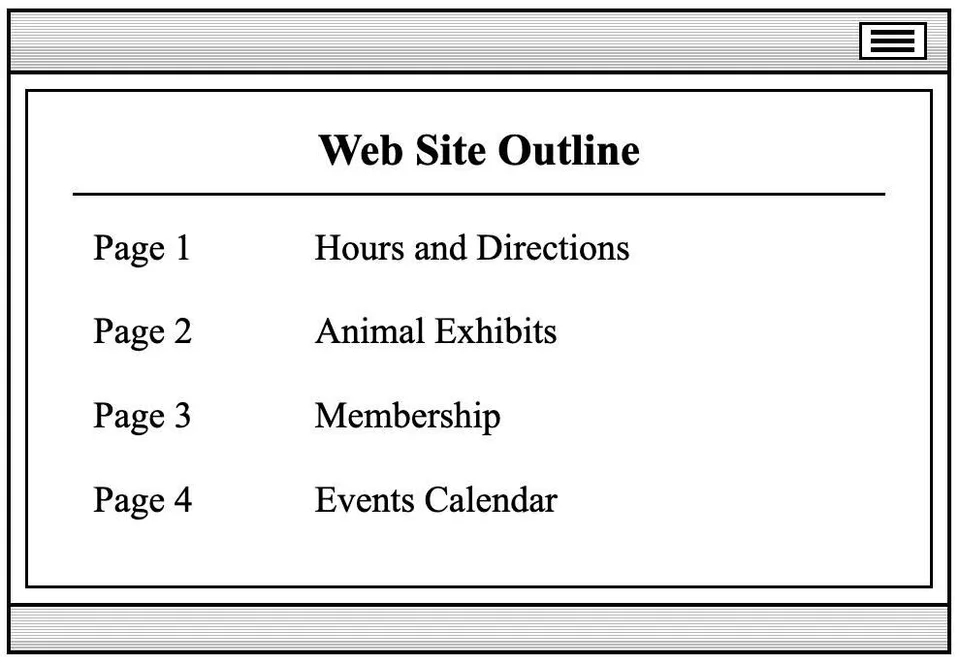 Web Site Outline
Page 1 Hours and Directions
Page 2 Animal Exhibits
Page 3 Membership
Page 4 Events Calendar